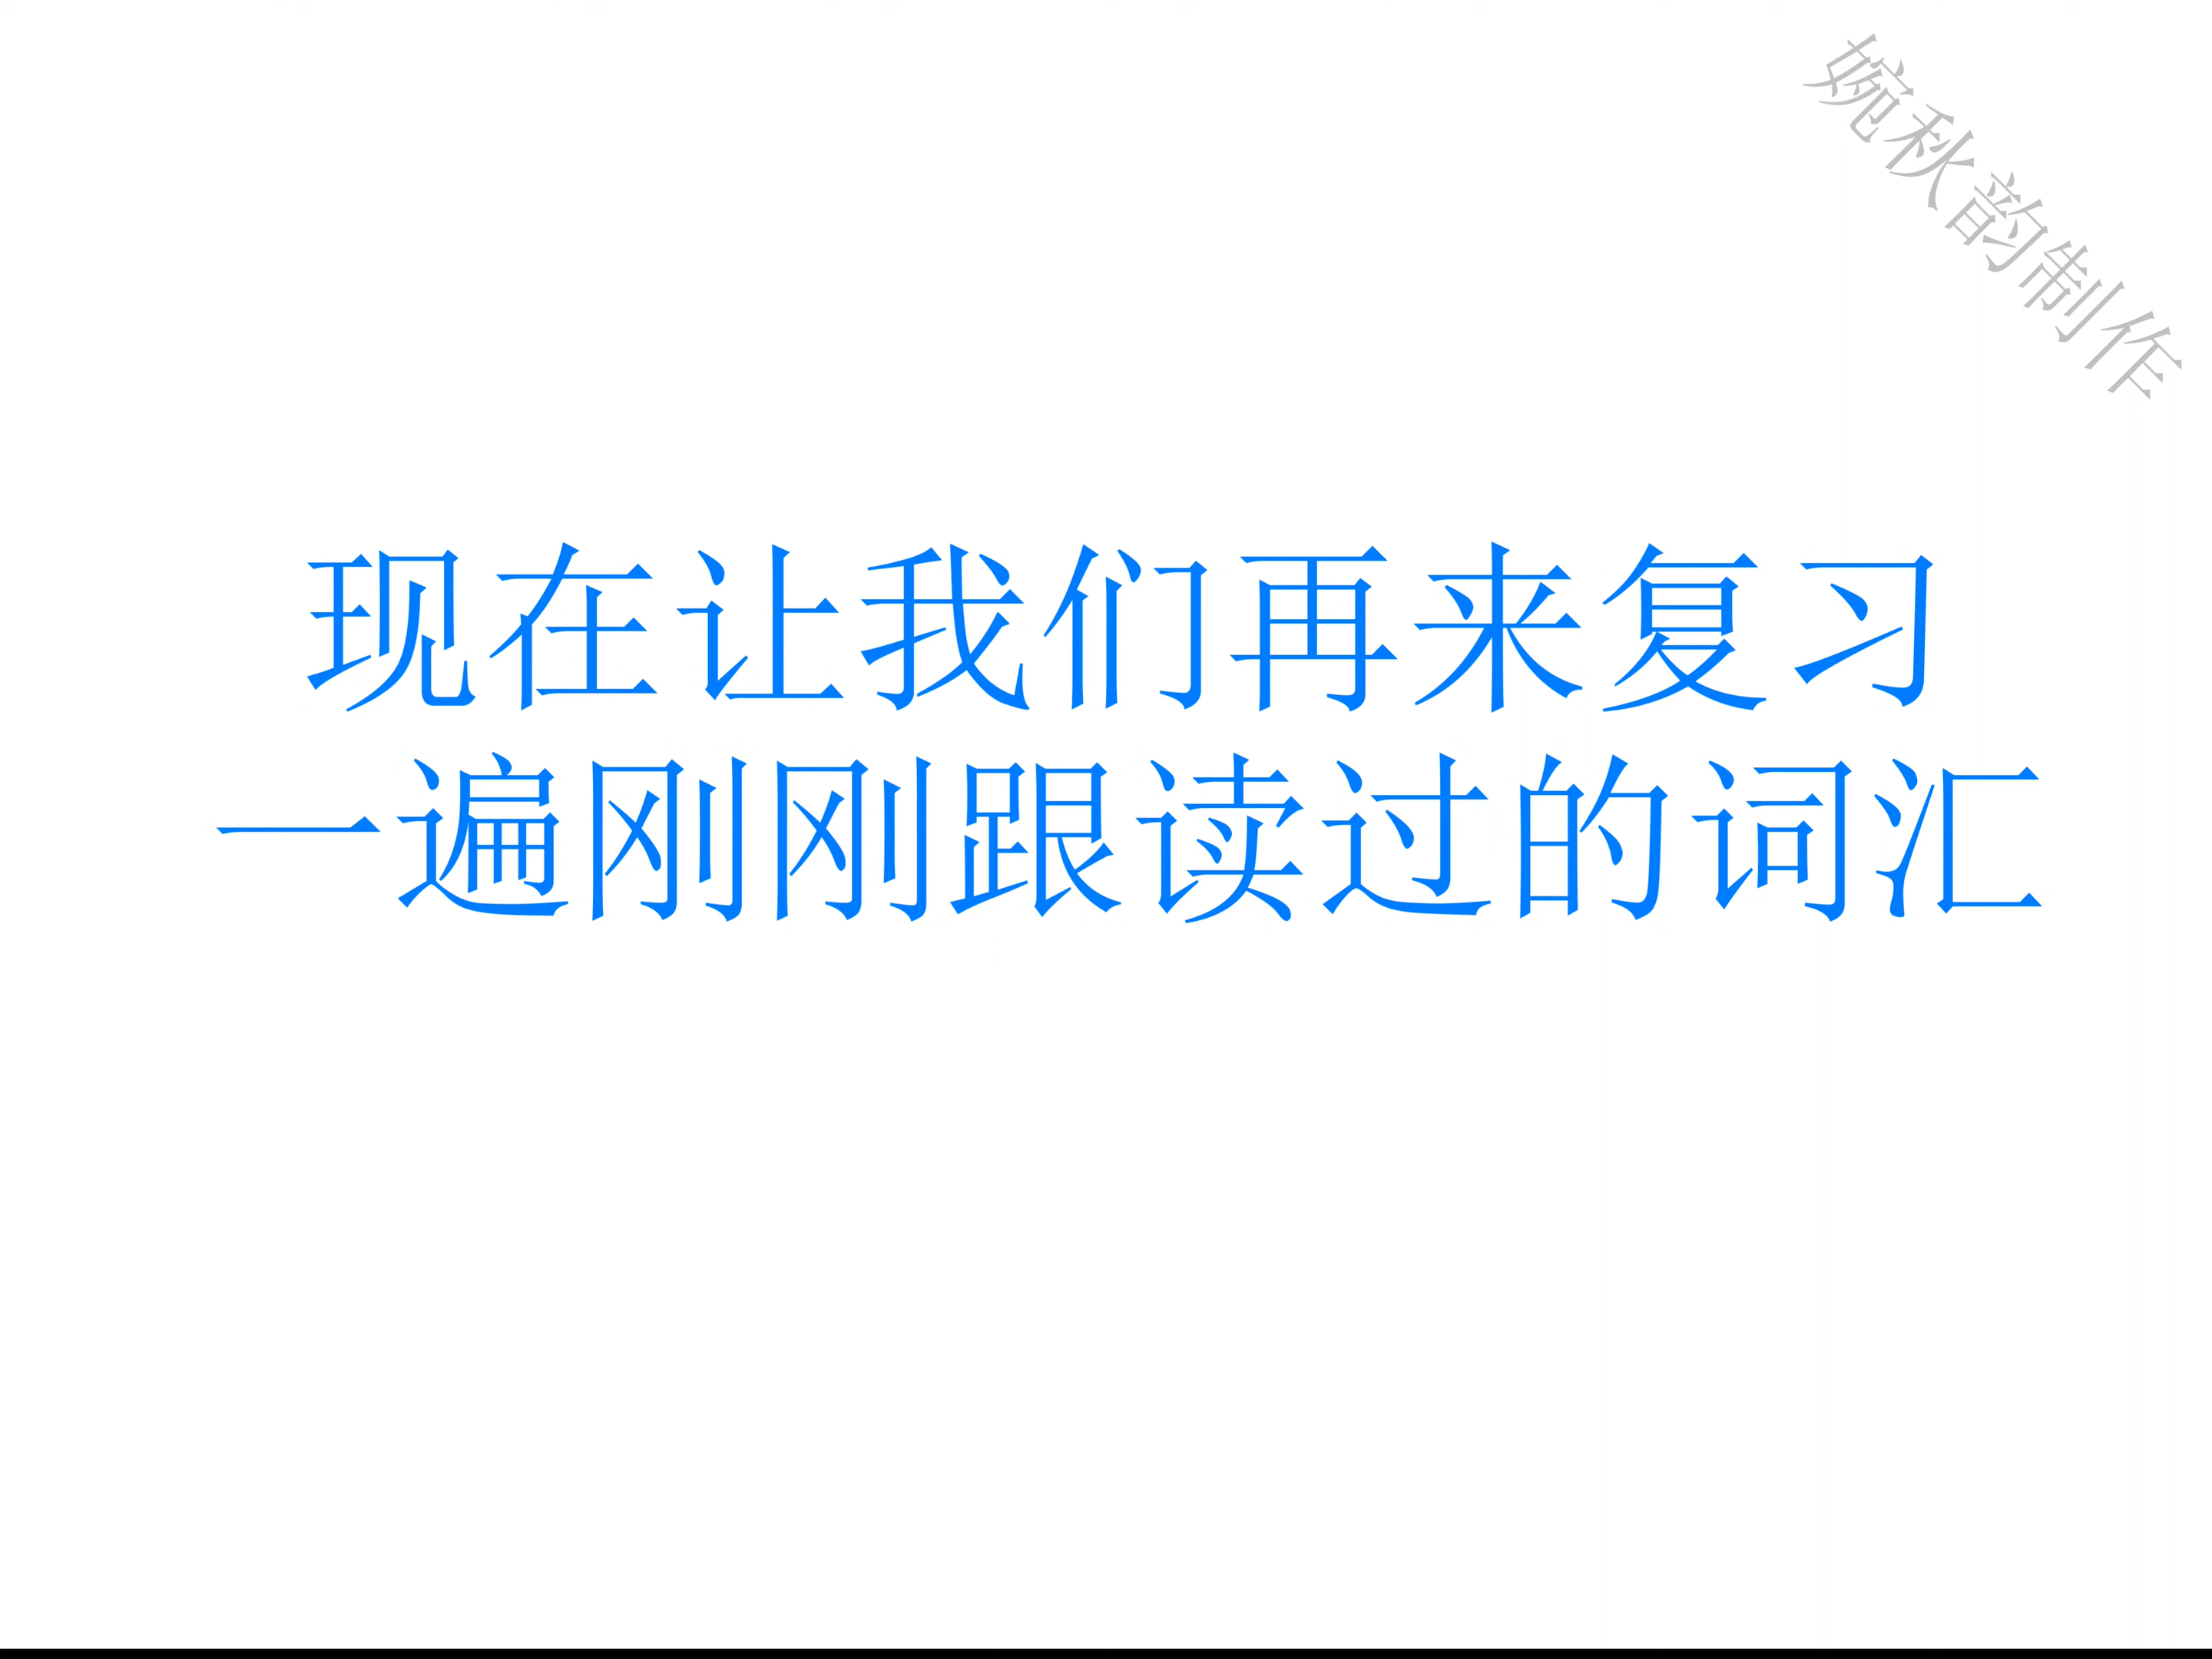 秋韵制作
现在让我们再来复习
一遍刚刚跟读过的词汇